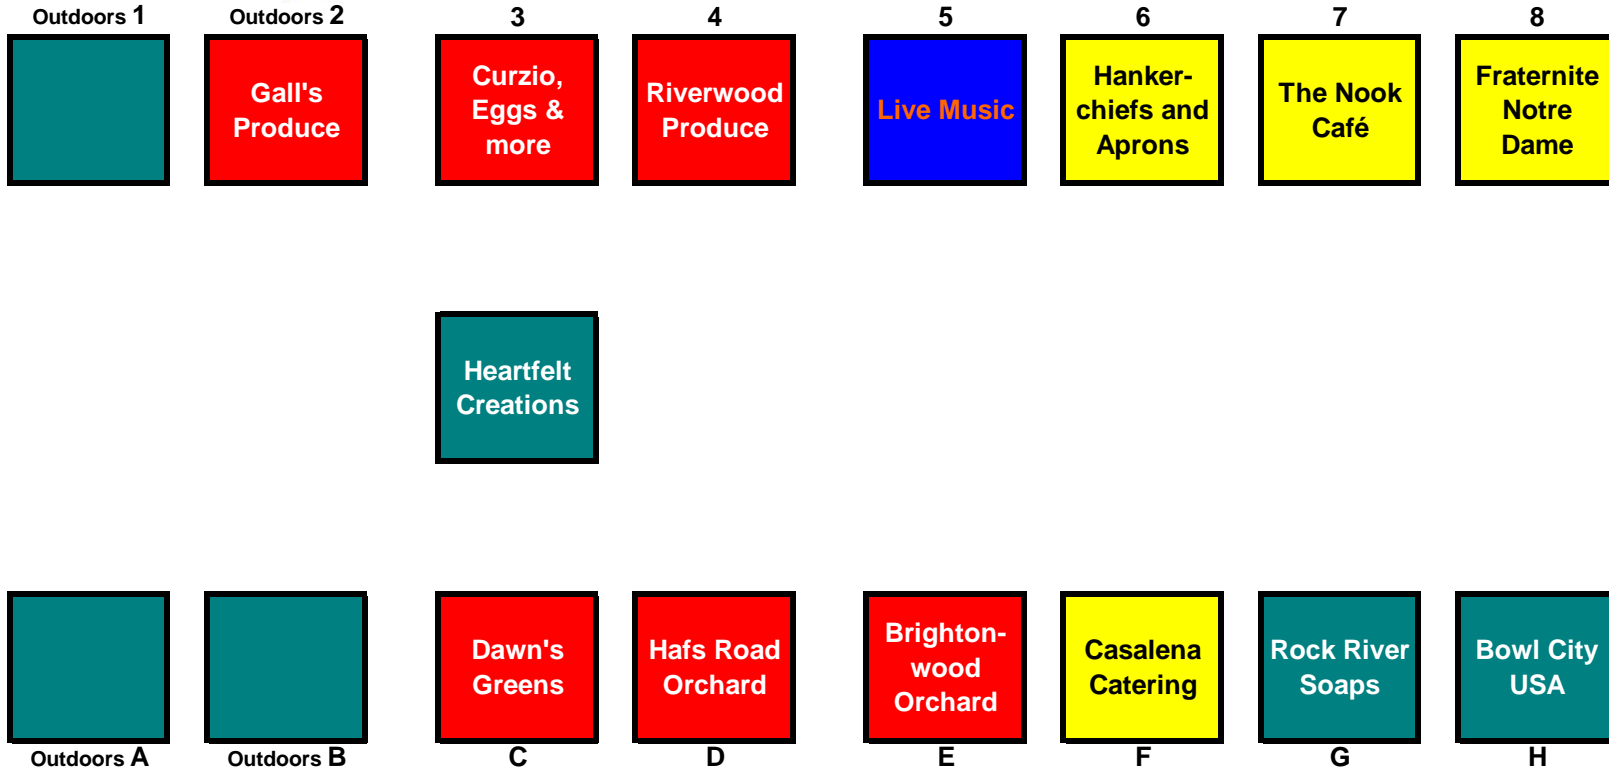 Outdoors 1 Outdoors 2 3 4 5 6 7 8
Gall's
Produce
Curzio,
Eggs &
more
Riverwood
Produce
Live Music
Hanker-
chiefs and
Aprons
The Nook
Café
Fraternite
Notre
Dame
Heartfelt
Creations
Dawn's
Greens
Hafs Road
Orchard
Brighton-
wood
Orchard
Casalena
Catering
Rock River
Soaps
Bowl City
USA
Outdoors A Outdoors B C D E F G H